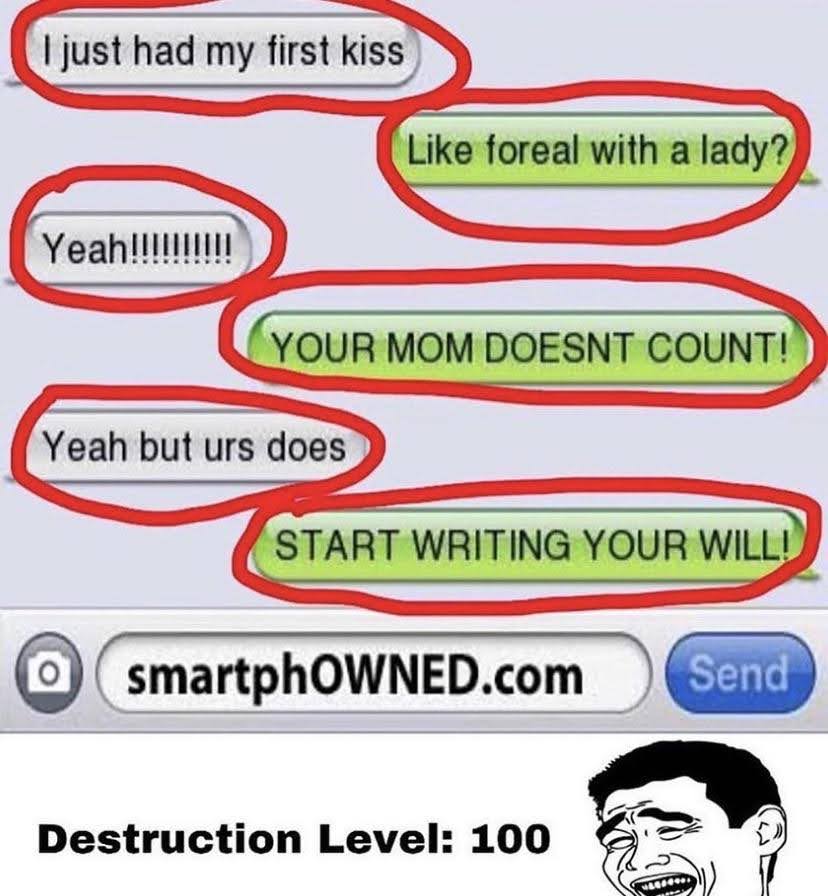 I just had my first kiss
Like foreal with a lady?
Yeah!!!!!!!!!!
YOUR MOM DOESNT COUNT!
Yeah but urs does
START WRITING YOUR WILL!
smartphOWNED.com
Send
Destruction Level: 100